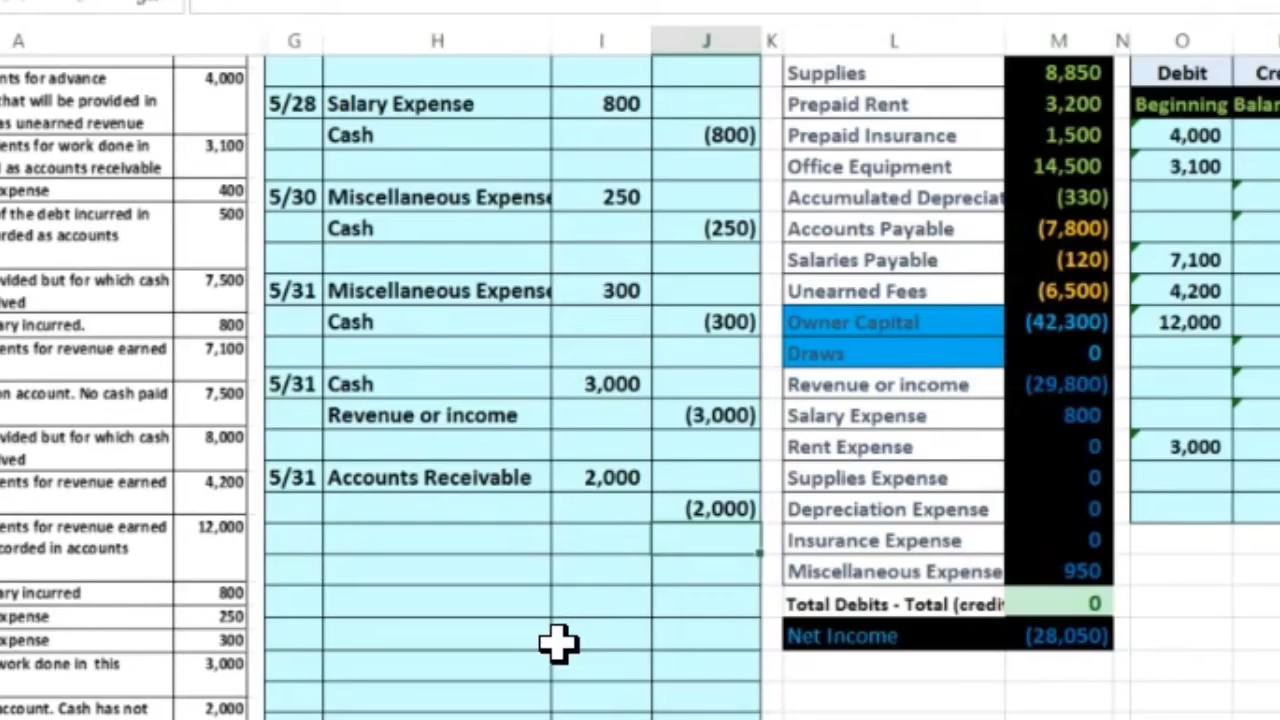 A G H I J K L M N O
nts for advance 4,000
that will be provided in
as unearned revenue
ents for work done in 3,100
as accounts receivable
xpense 400
of the debt incurred in 500
rded as accounts
vided but for which cash 7,500
ved
ary incurred. 800
ents for revenue earned 7,100
on account. No cash paid 7,500
vided but for which cash 8,000
ved
ents for revenue earned 4,200
ents for revenue earned 12,000
corded in accounts
ary incurred 800
xpense 250
xpense 300
work done in this 3,000
account. Cash has not 2,000
5/28 Salary Expense 800
Cash (800)
5/30 Miscellaneous Expense 250
Cash (250)
5/31 Miscellaneous Expense 300
Cash (300)
5/31 Cash 3,000
Revenue or income (3,000)
5/31 Accounts Receivable 2,000
(2,000)
Supplies 8,850
Prepaid Rent 3,200
Prepaid Insurance 1,500
Office Equipment 14,500
Accumulated Depreciat (330)
Accounts Payable (7,800)
Salaries Payable (120)
Unearned Fees (6,500)
Owner Capital (42,300)
Draws 0
Revenue or income (29,800)
Salary Expense 800
Rent Expense 0
Supplies Expense 0
Depreciation Expense 0
Insurance Expense 0
Miscellaneous Expense 950
Total Debits - Total (credi 0
Net Income (28,050)
Debit Cre
Beginning Balar
4,000
3,100
7,100
4,200
12,000
3,000